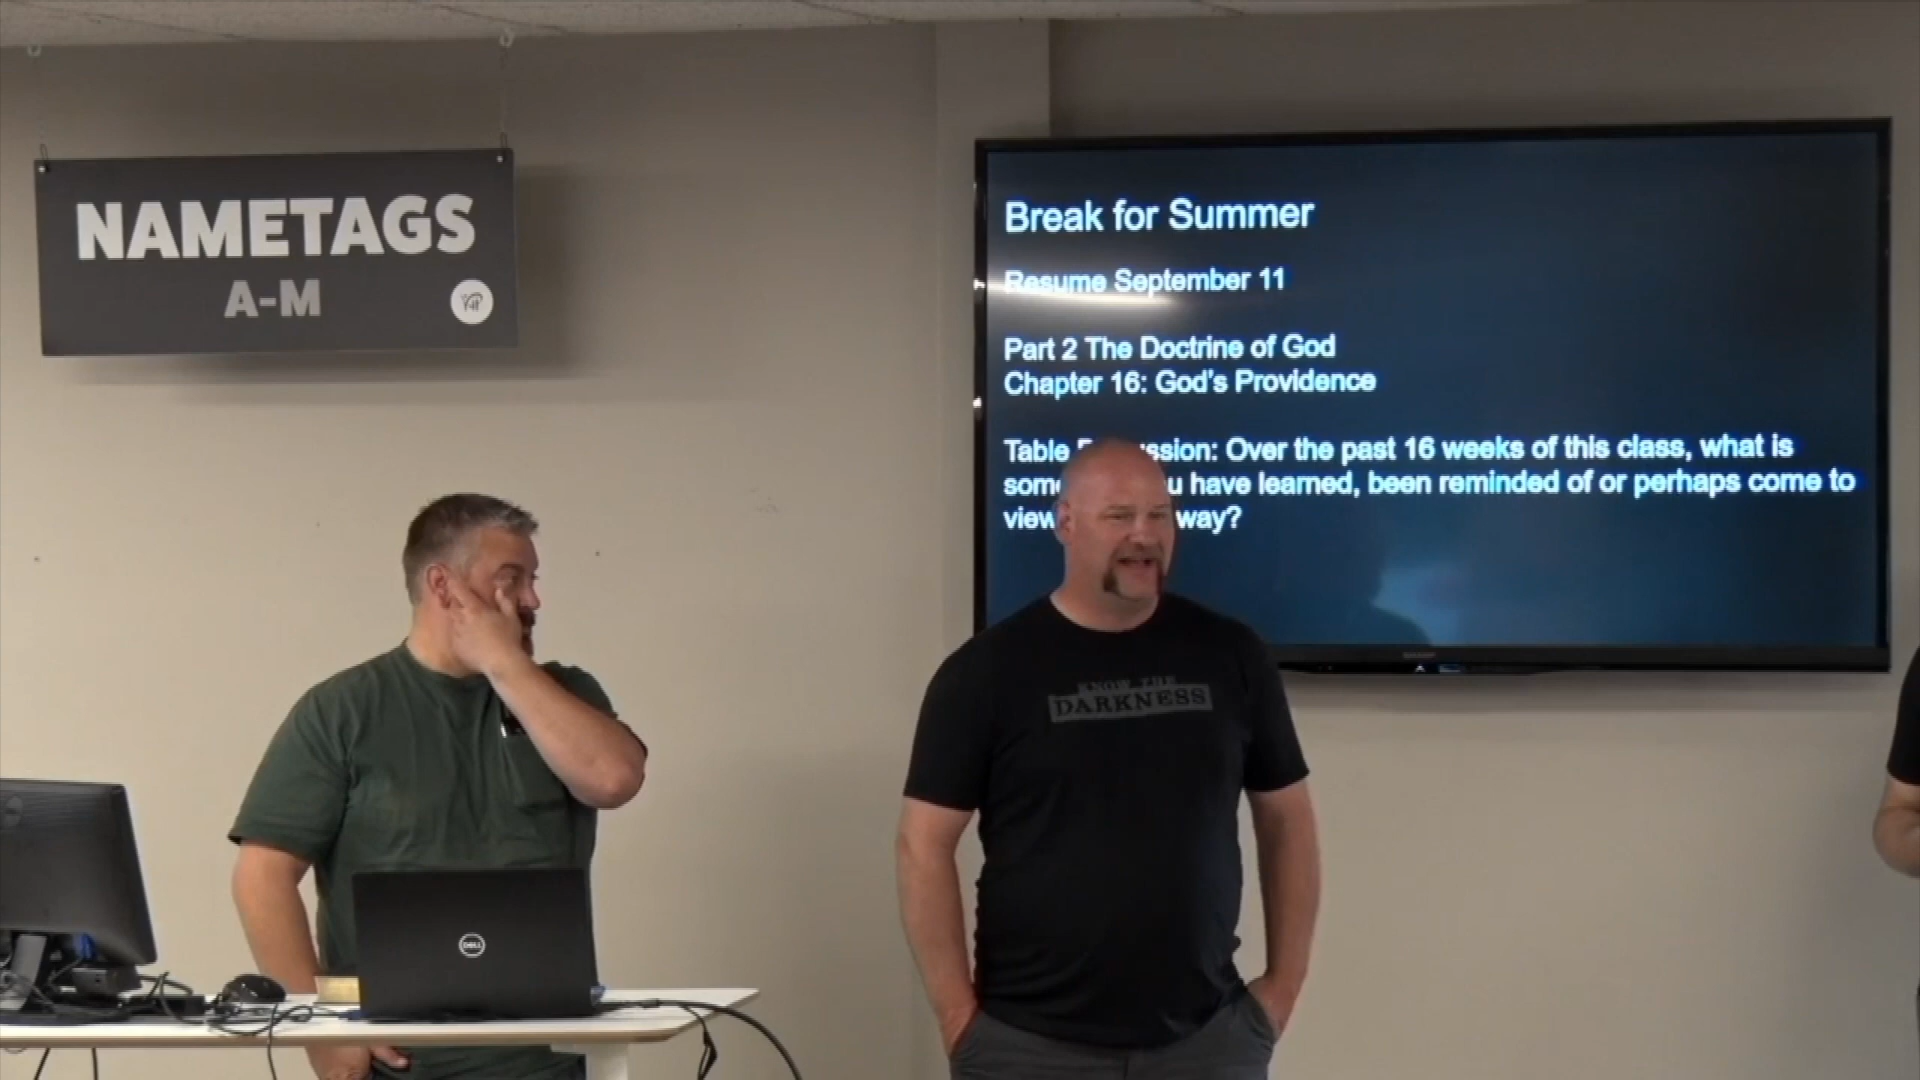 NAMETAGS
A-M
Break for Summer
Resume September 11
Part 2 The Doctrine of God
Chapter 16: God's Providence
Table ssion: Over the past 16 weeks of this class, what is
som u have learned, been reminded of or perhaps come to
view way?
DARKNESS
DELL